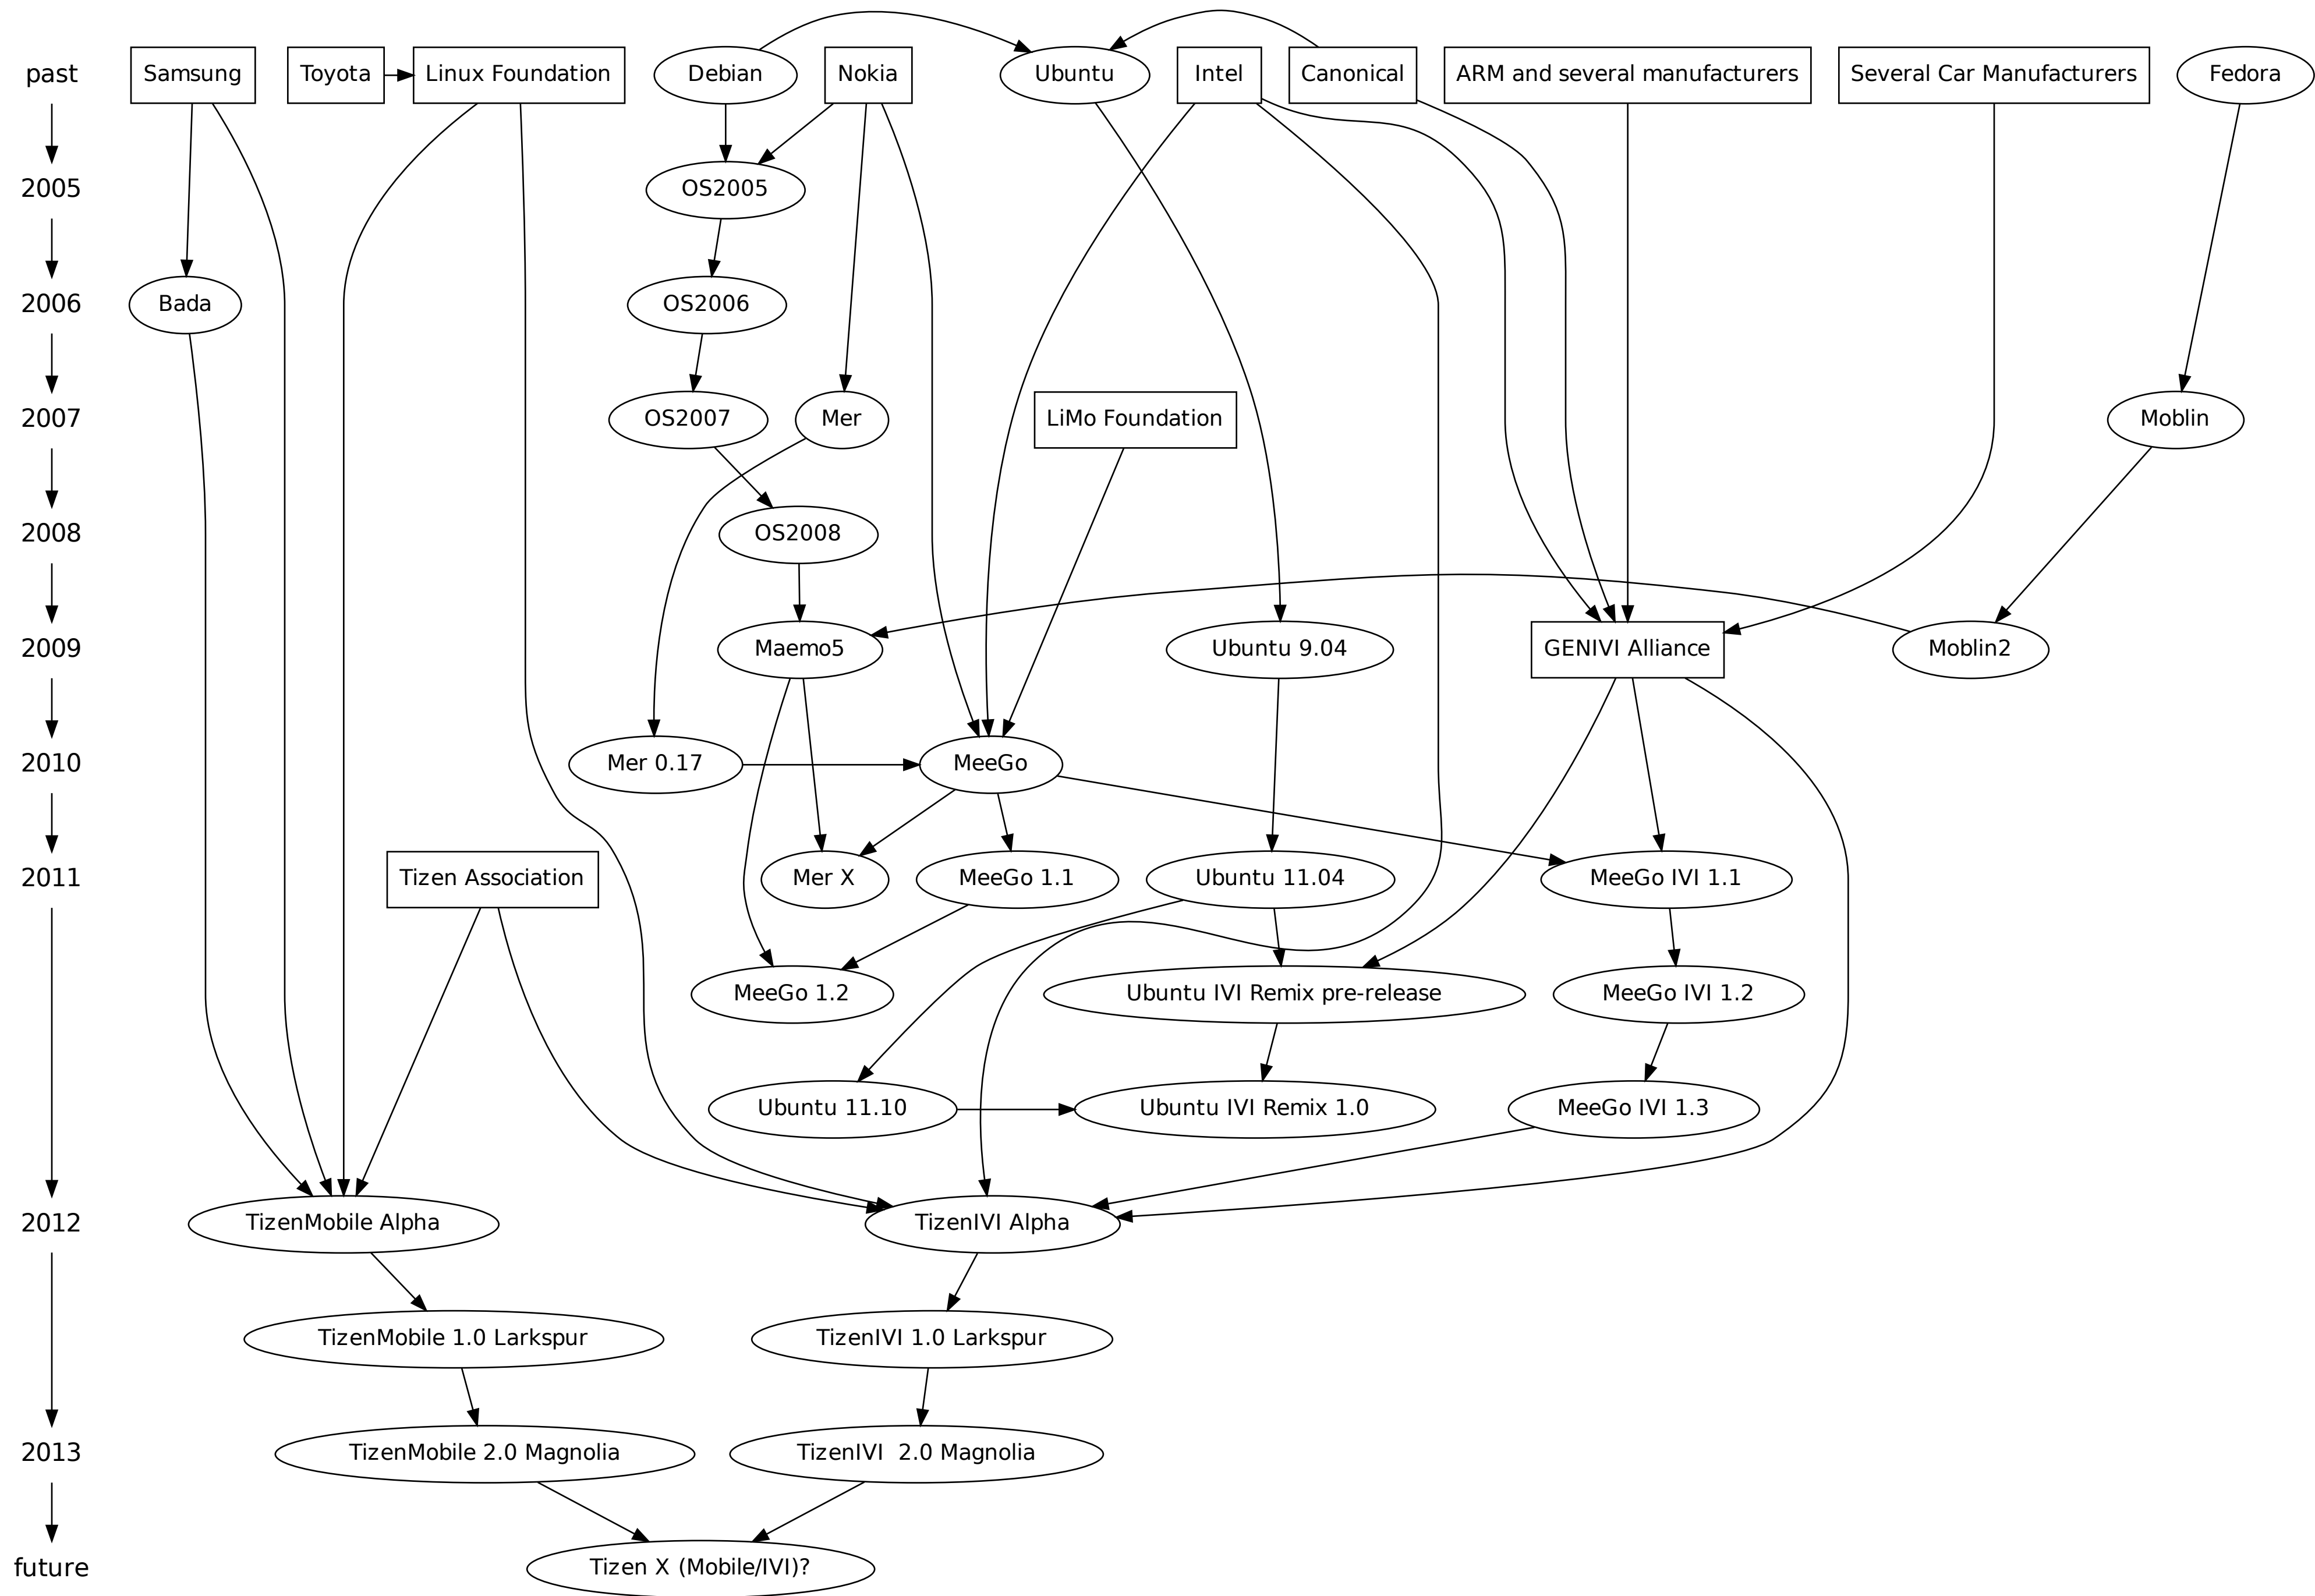 past
Samsung
Toyota
Linux Foundation
Debian
Nokia
Ubuntu
Intel
Canonical
ARM and several manufacturers
Several Car Manufacturers
Fedora
2005
OS2005
2006
Bada
OS2006
2007
OS2007
Mer
LiMo Foundation
Moblin
2008
OS2008
2009
Maemo5
Ubuntu 9.04
GENIVI Alliance
Moblin2
2010
Mer 0.17
MeeGo
2011
Tizen Association
Mer X
MeeGo 1.1
Ubuntu 11.04
MeeGo IVI 1.1
MeeGo 1.2
Ubuntu IVI Remix pre-release
MeeGo IVI 1.2
Ubuntu 11.10
Ubuntu IVI Remix 1.0
MeeGo IVI 1.3
2012
TizenMobile Alpha
TizenIVI Alpha
TizenMobile 1.0 Larkspur
TizenIVI 1.0 Larkspur
2013
TizenMobile 2.0 Magnolia
TizenIVI  2.0 Magnolia
future
Tizen X (Mobile/IVI)?